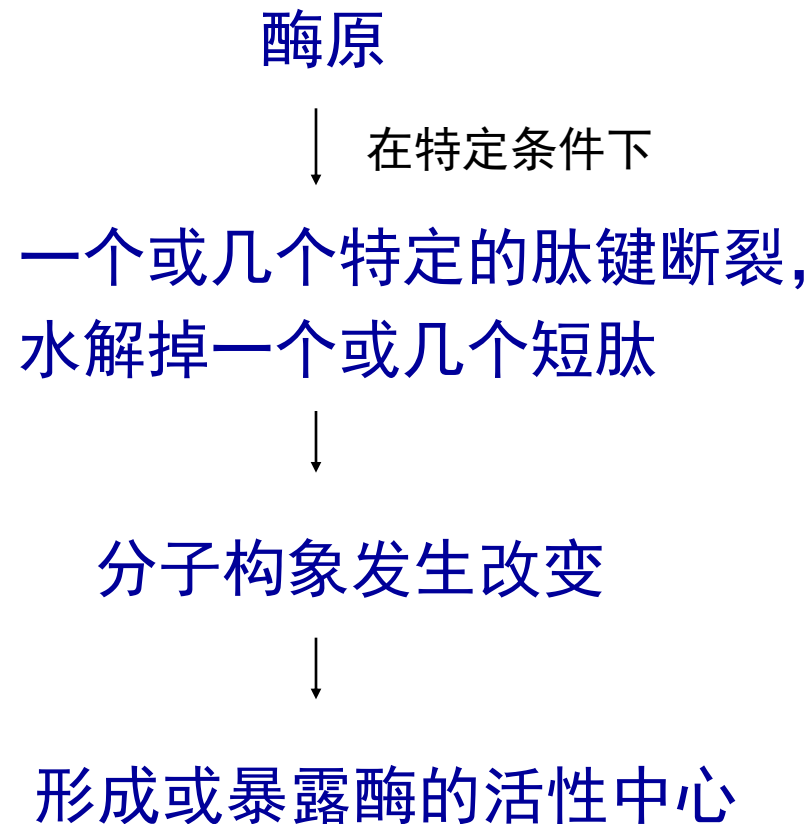 酶原
在特定条件下
一个或几个特定的肽键断裂,
水解掉一个或几个短肽
分子构象发生改变
形成或暴露酶的活性中心